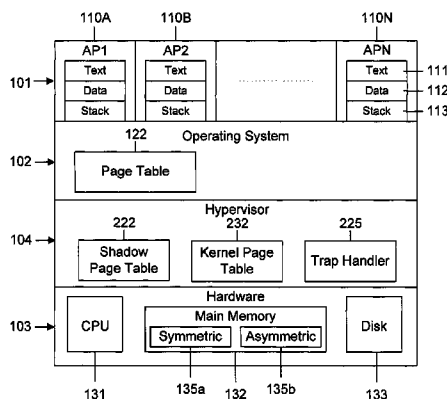 110A 110B 110N
AP1 AP2 APN
Text Text Text 111
101 Data Data .................... Data 112
Stack Stack Stack 113
122 Operating System
102 Page Table
Hypervisor
222 232 225
104 Shadow Page Table Kernel Page Table Trap Handler
Hardware
Main Memory
103 CPU Symmetric Asymmetric Disk
131 135a 132 135b 133